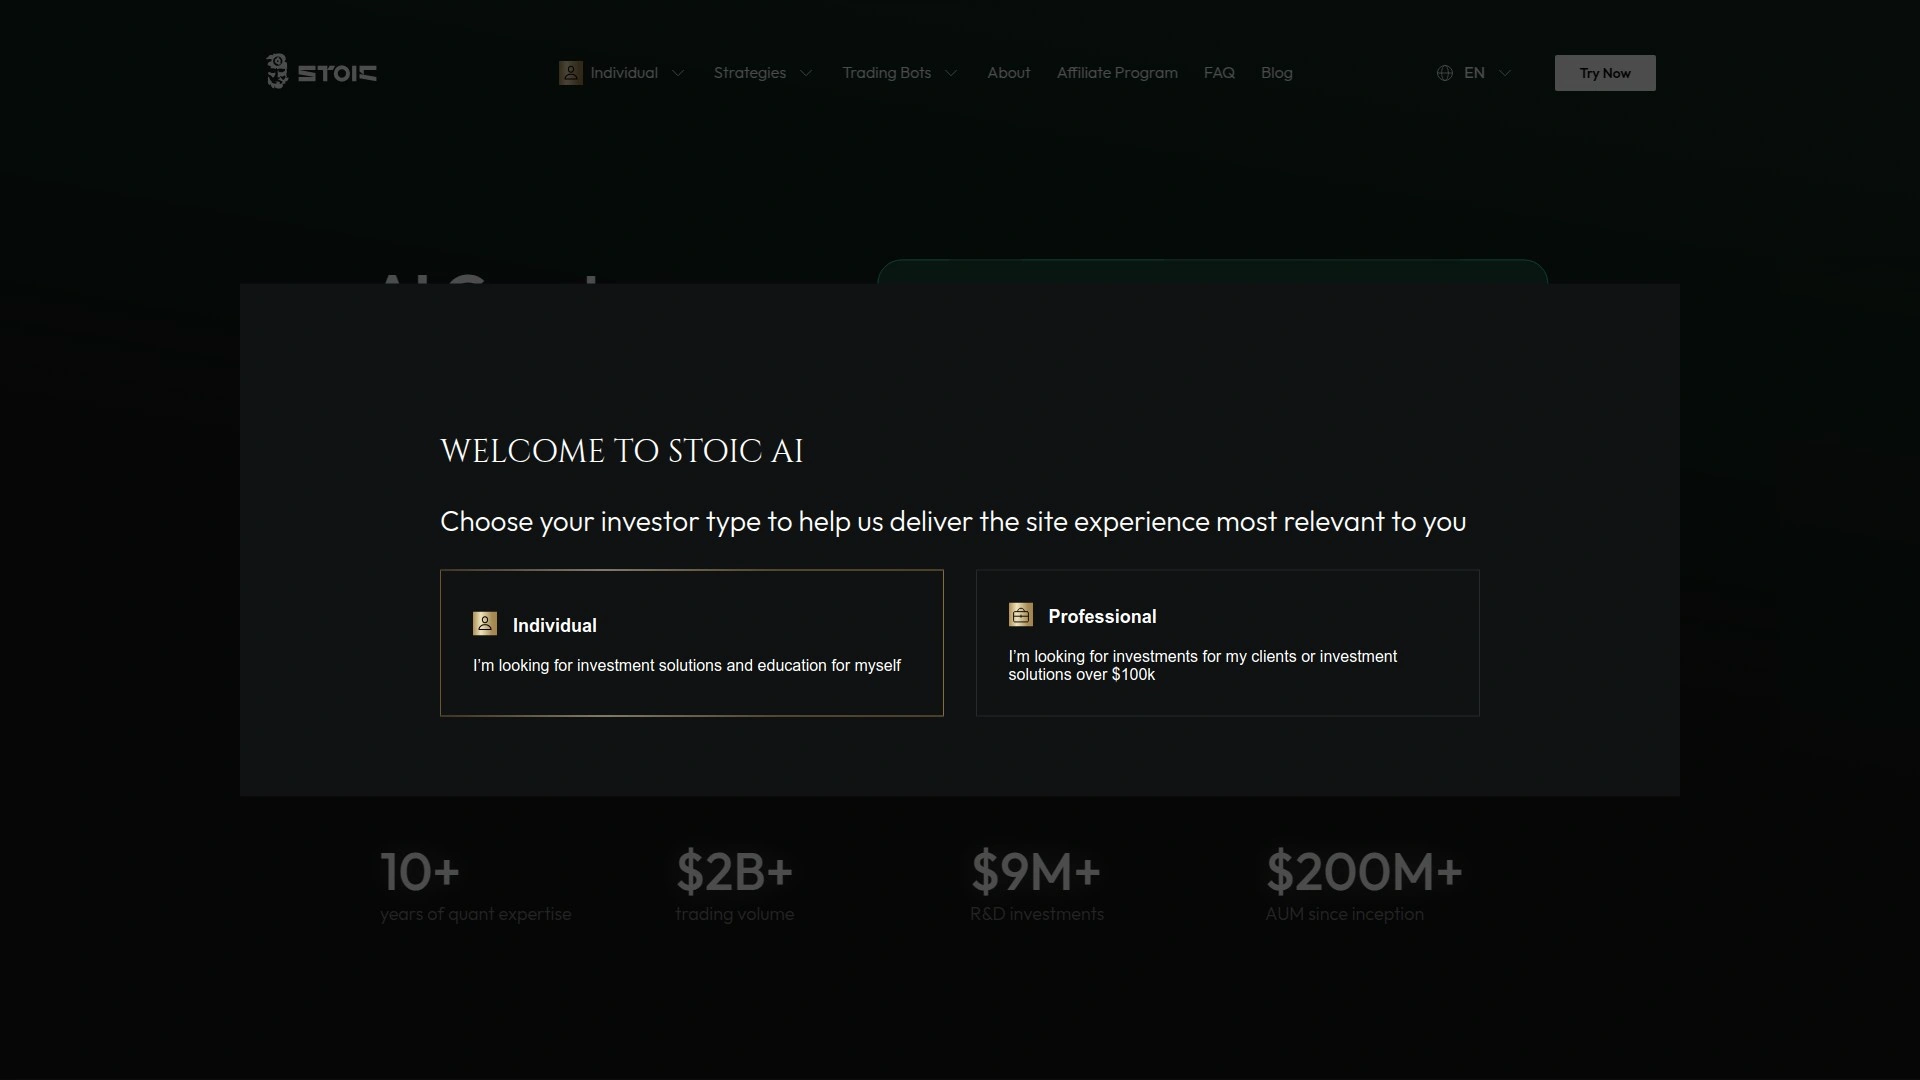 STOIC
Individual
Strategies
Trading Bots
About
Affiliate Program
FAQ
Blog
EN
Try Now
WELCOME TO STOIC AI
Choose your investor type to help us deliver the site experience most relevant to you
Individual
I'm looking for investment solutions and education for myself
Professional
I'm looking for investments for my clients or investment
solutions over $100k
10+
years of quant expertise
$2B+
trading volume
$9M+
R&D investments
$200M+
AUM since inception